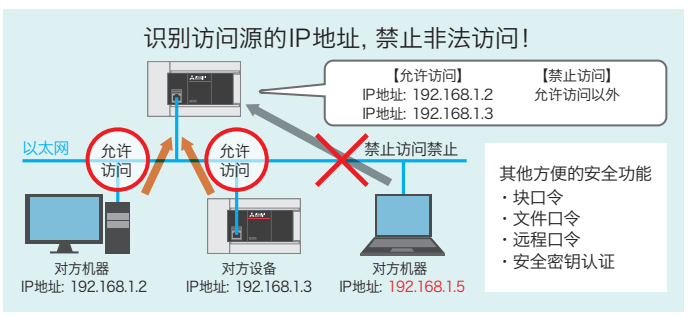 识别访问源的IP地址, 禁止非法访问！
【允许访问】
IP地址: 192.168.1.2
IP地址: 192.168.1.3
【禁止访问】
允许访问以外
以太网
允许
访问
允许
访问
禁止访问禁止
对方机器
IP地址: 192.168.1.2
对方设备
IP地址: 192.168.1.3
对方机器
IP地址: 192.168.1.5
其他方便的安全功能
・块口令
・文件口令
・远程口令
・安全密钥认证